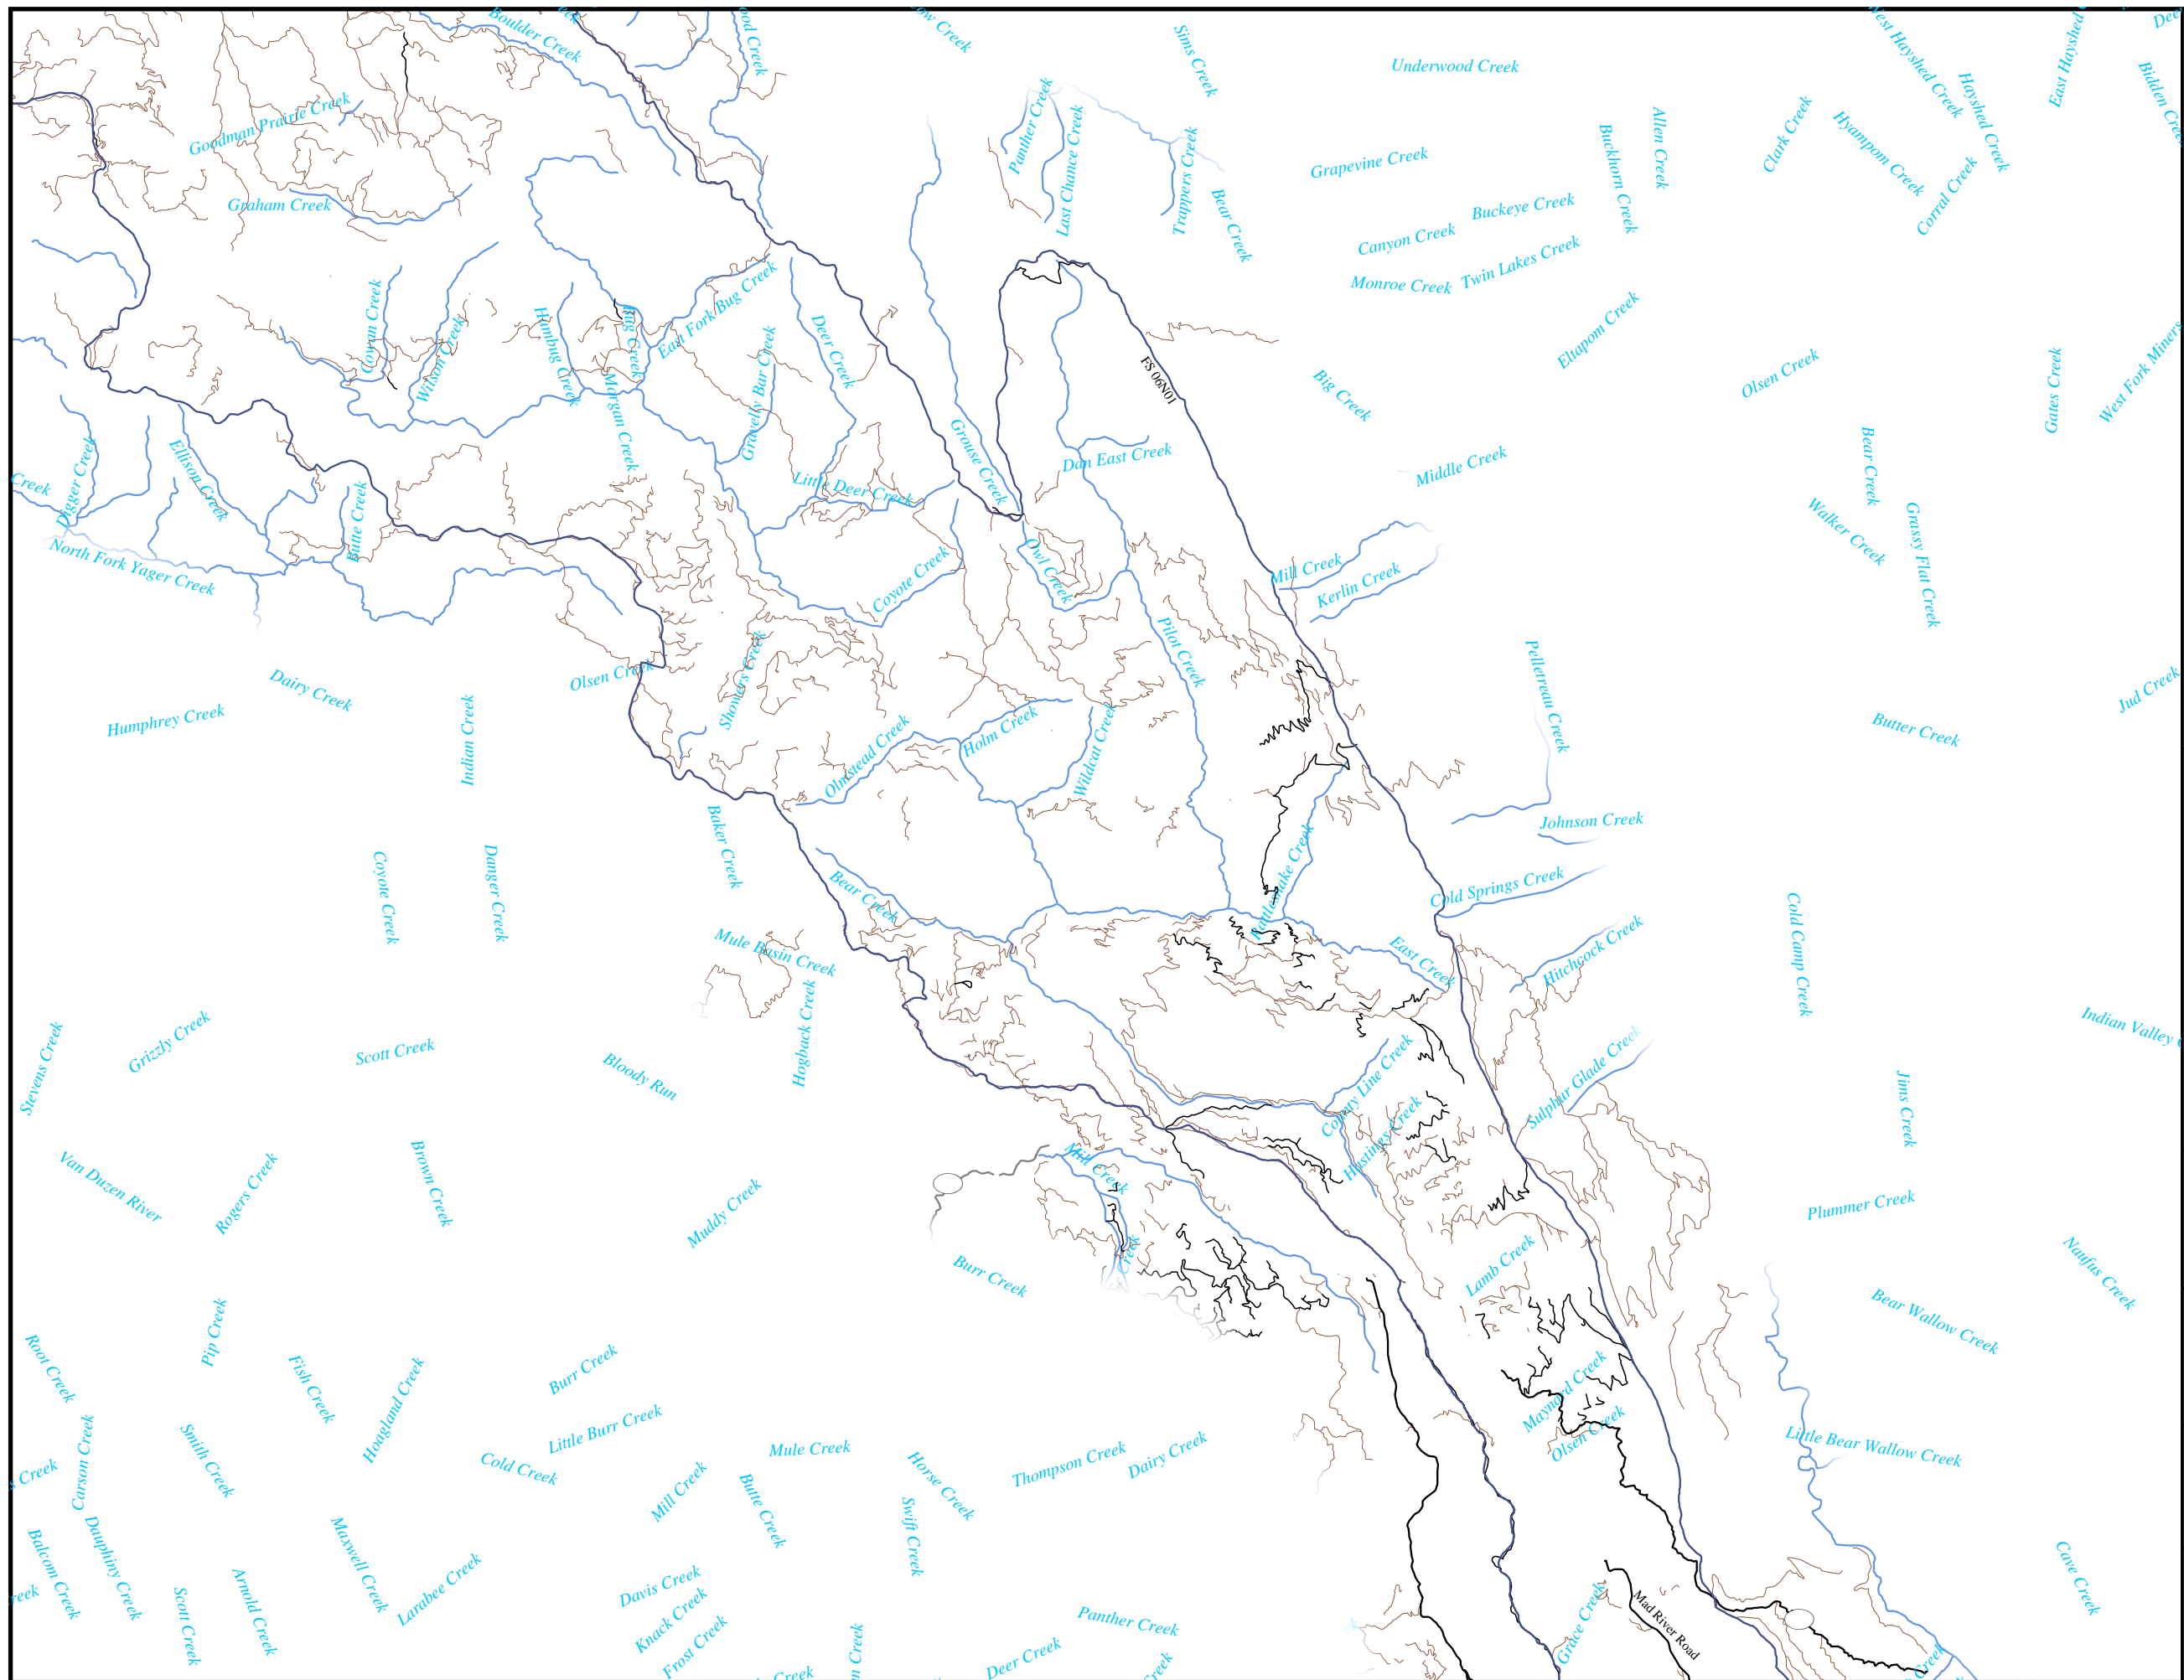 Boulder Creek
Sims Creek
Underwood Creek
West Hayshed Creek
Hayshed Creek
East Hayshed
Goodman Prairie Creek
Panther Creek
Last Chance Creek
Trappers Creek
Bear Creek
Grapevine Creek
Buckhorn Creek
Allen Creek
Clark Creek
Hyampom Creek
Corral Creek
Graham Creek
Buckeye Creek
Canyon Creek
Twin Lakes Creek
Monroe Creek
Cowan Creek
Wilson Creek
Humbug Creek
Bug Creek
East Fork Bug Creek
Deer Creek
Gravelly Bar Creek
Morgan Creek
FS 06N01
Eltapom Creek
Big Creek
Olsen Creek
Gates Creek
West Fork Miners
Grouse Creek
Dan East Creek
Middle Creek
Bear Creek
Creek
Digger Creek
Ellison Creek
Butte Creek
Little Deer Creek
Walker Creek
Grassy Flat Creek
North Fork Yager Creek
Coyote Creek
Owl Creek
Mill Creek
Kerlin Creek
Pilot Creek
Pelletreau Creek
Dairy Creek
Olsen Creek
Showers Creek
Humphrey Creek
Indian Creek
Olmstead Creek
Holm Creek
Wildcat Creek
Butter Creek
Jud Creek
Johnson Creek
Baker Creek
Rattlesnake Creek
Coyote Creek
Danger Creek
Bear Creek
Cold Springs Creek
Cold Camp Creek
Mule Basin Creek
East Creek
Hitchcock Creek
Hogback Creek
Stevens Creek
Grizzly Creek
Scott Creek
Bloody Run
Indian Valley
County Line Creek
Hastings Creek
Sulphur Glade Creek
Jims Creek
Van Duzen River
Rogers Creek
Brown Creek
Muddy Creek
Mill Creek
Creek
Burr Creek
Plummer Creek
Lamb Creek
Naufus Creek
Bear Wallow Creek
Root Creek
Pip Creek
Fish Creek
Hoagland Creek
Burr Creek
Maynard Creek
Olsen Creek
Little Bear Wallow Creek
Carson Creek
Smith Creek
Cold Creek
Little Burr Creek
Mill Creek
Mule Creek
Butte Creek
Horse Creek
Swift Creek
Thompson Creek
Dairy Creek
Balcom Creek
Dauphiny Creek
Scott Creek
Arnold Creek
Maxwell Creek
Larabee Creek
Davis Creek
Knack Creek
Frost Creek
Panther Creek
Deer Creek
Grace Creek
Mad River Road
Cave Creek
Creek